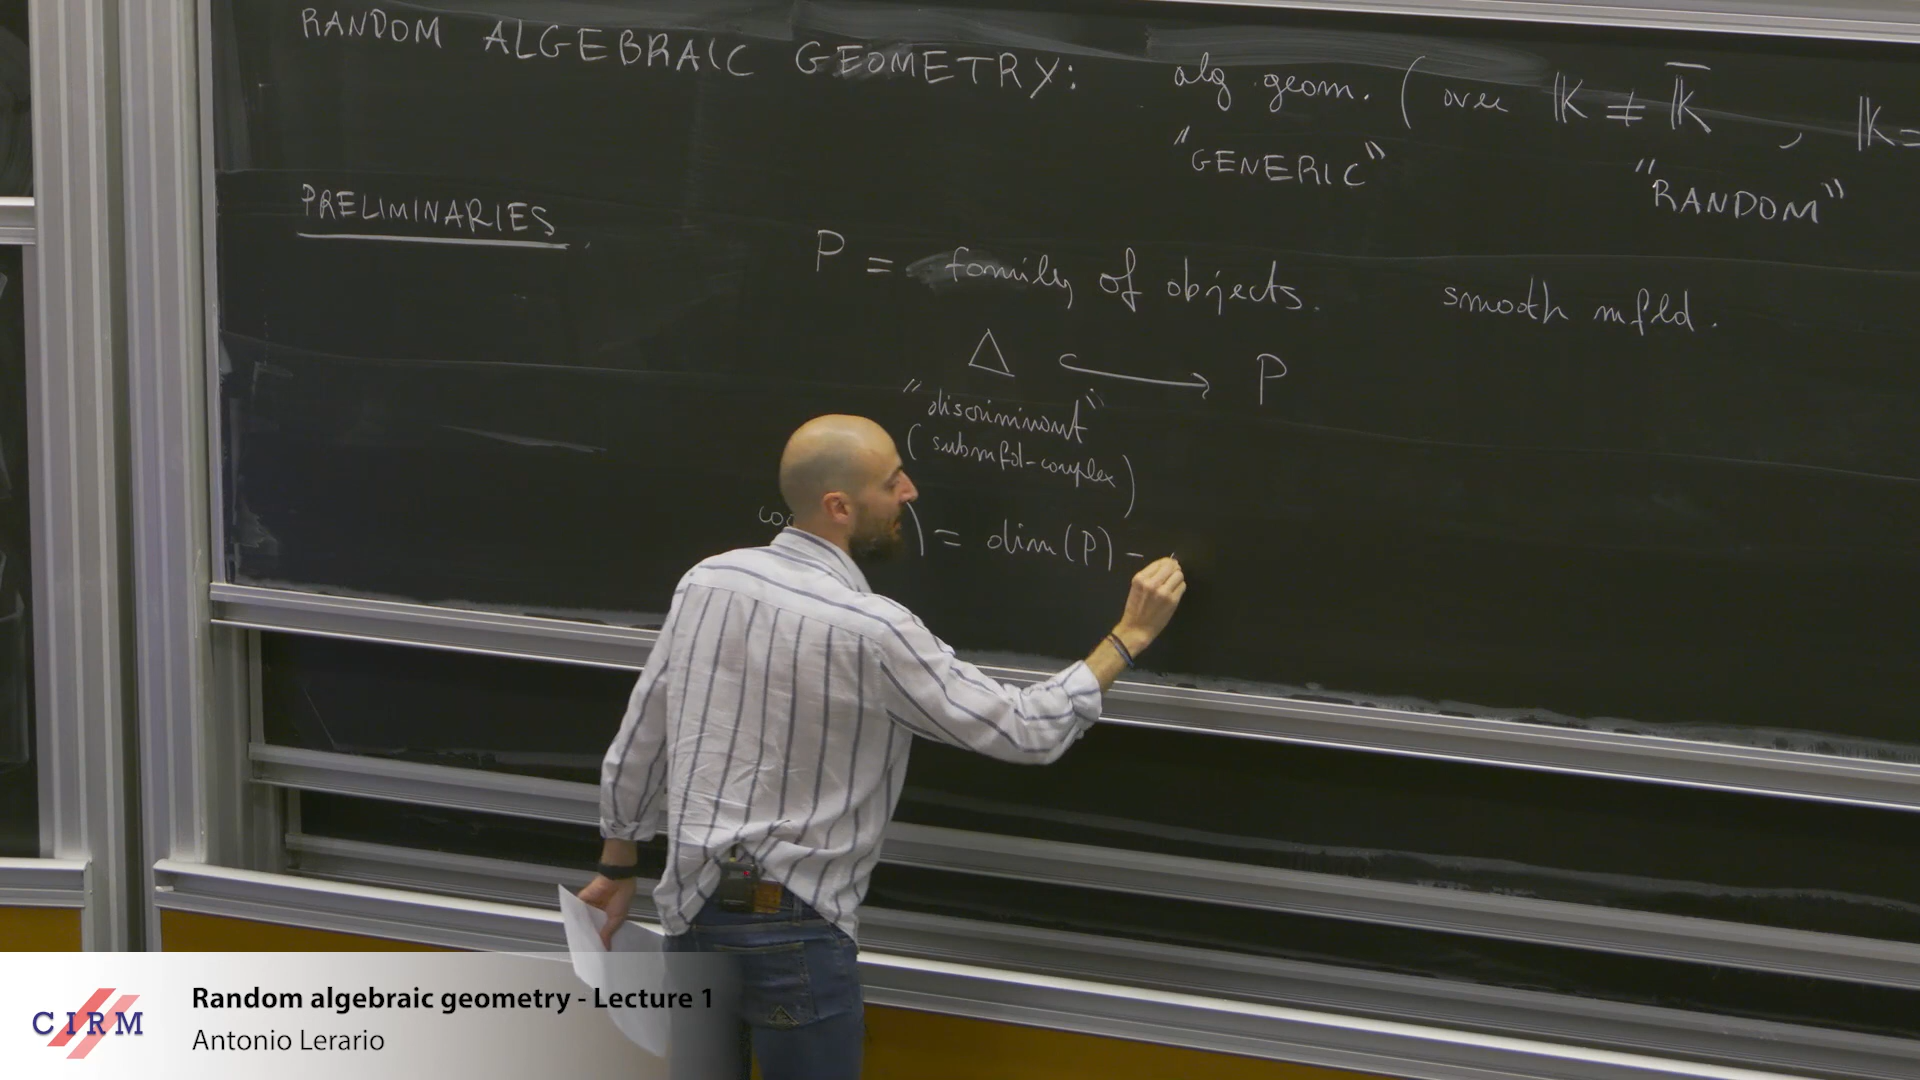 RANDOM ALGEBRAIC GEOMETRY: alg geom. ( over 𝕂 ≠ 𝕂̅ , 𝕂 =
"GENERIC" "RANDOM"
PRELIMINARIES
P = family of objects. smooth mfld.
Δ ↪ P
"discriminant"
(submfld-complex)
) = dim(P) -
CIRM
Random algebraic geometry - Lecture 1
Antonio Lerario